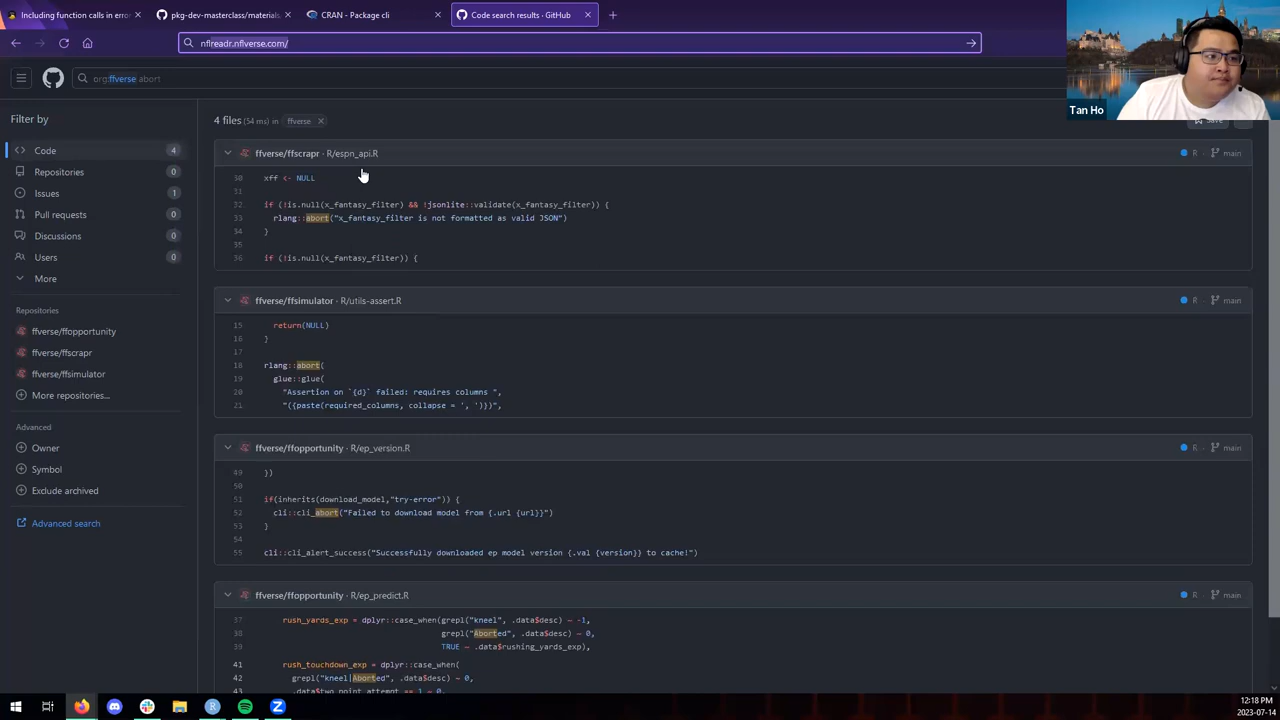 Including function calls in erro
pkg-dev-masterclass/materials
CRAN - Package cli
Code search results · GitHub
nflreadr.nflverse.com/
org:ffverse abort
Tan Ho
Filter by
Code 4
Repositories 0
Issues 1
Pull requests 0
Discussions 0
Users 0
More
Repositories
ffverse/ffopportunity
ffverse/ffscrapr
ffverse/ffsimulator
More repositories...
Advanced
Owner
Symbol
Exclude archived
Advanced search
4 files (54 ms) in ffverse
Save
ffverse/ffscrapr · R/espn_api.R R main
30 xff <- NULL
31
32 if (!is.null(x_fantasy_filter) && !jsonlite::validate(x_fantasy_filter)) {
33 rlang::abort("x_fantasy_filter is not formatted as valid JSON")
34 }
35
36 if (!is.null(x_fantasy_filter)) {
ffverse/ffsimulator · R/utils-assert.R R main
15 return(NULL)
16 }
17
18 rlang::abort(
19 glue::glue(
20 "Assertion on `{d}` failed: requires columns ",
21 "({paste(required_columns, collapse = ', ')})",
ffverse/ffopportunity · R/ep_version.R R main
49 })
50
51 if(inherits(download_model,"try-error")) {
52 cli::cli_abort("Failed to download model from {.url {url}}")
53 }
54
55 cli::cli_alert_success("Successfully downloaded ep model version {.val {version}} to cache!")
ffverse/ffopportunity · R/ep_predict.R R main
37 rush_yards_exp = dplyr::case_when(grepl("kneel", .data$desc) ~ -1,
38 grepl("Aborted", .data$desc) ~ 0,
39 TRUE ~ .data$rushing_yards_exp),
41 rush_touchdown_exp = dplyr::case_when(
42 grepl("kneel|Aborted", .data$desc) ~ 0,
43 .data$two_point_attempt == 1 ~ 0,
12:18 PM
2023-07-14